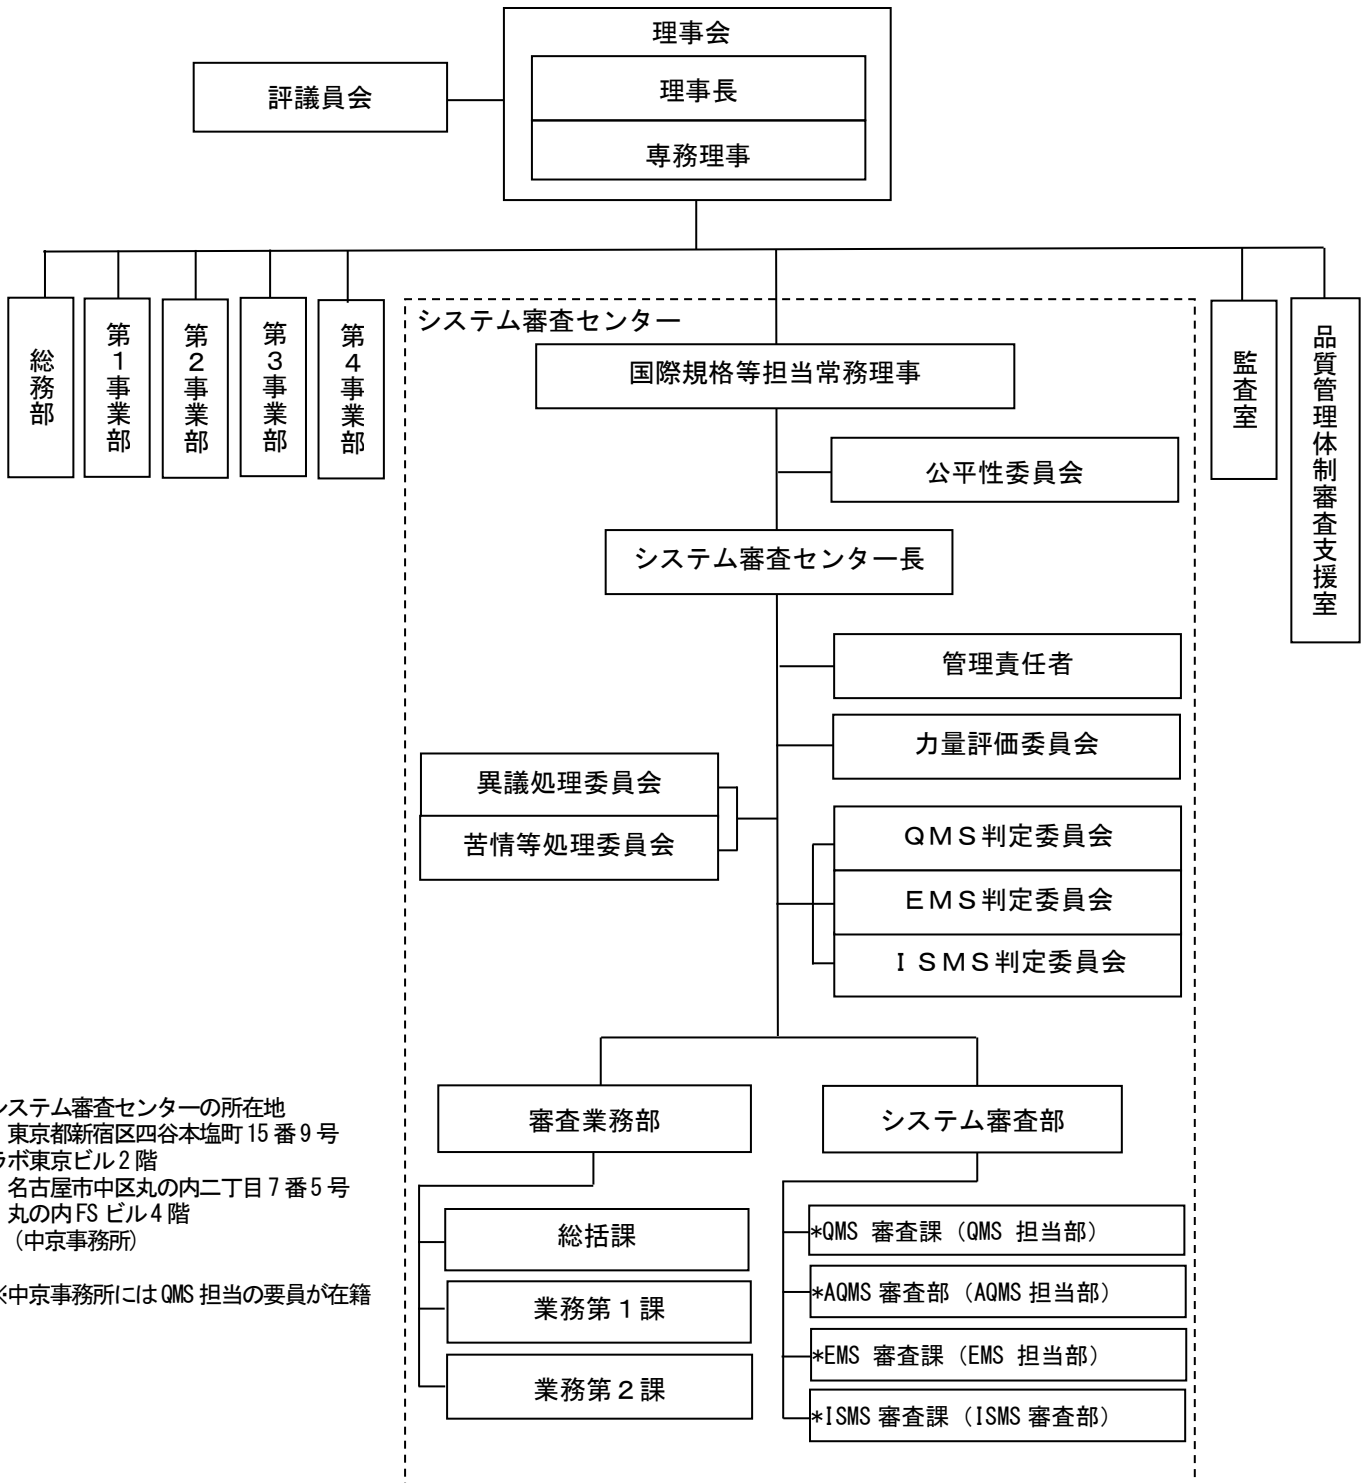 理事会
評議員会
理事長
専務理事
総務部
第1事業部
第2事業部
第3事業部
第4事業部
システム審査センター
国際規格等担当常務理事
監査室
品質管理体制審査支援室
公平性委員会
システム審査センター長
管理責任者
力量評価委員会
異議処理委員会
苦情等処理委員会
QMS判定委員会
EMS判定委員会
ISMS判定委員会
審査業務部
システム審査部
システム審査センターの所在地
東京都新宿区四谷本塩町15番9号
ラボ東京ビル2階
名古屋市中区丸の内二丁目7番5号
丸の内FSビル4階
（中京事務所）
※中京事務所にはQMS担当の要員が在籍
総括課
業務第1課
業務第2課
*QMS 審査課（QMS 担当部）
*AQMS 審査部（AQMS 担当部）
*EMS 審査課（EMS 担当部）
*ISMS 審査課（ISMS 審査部）